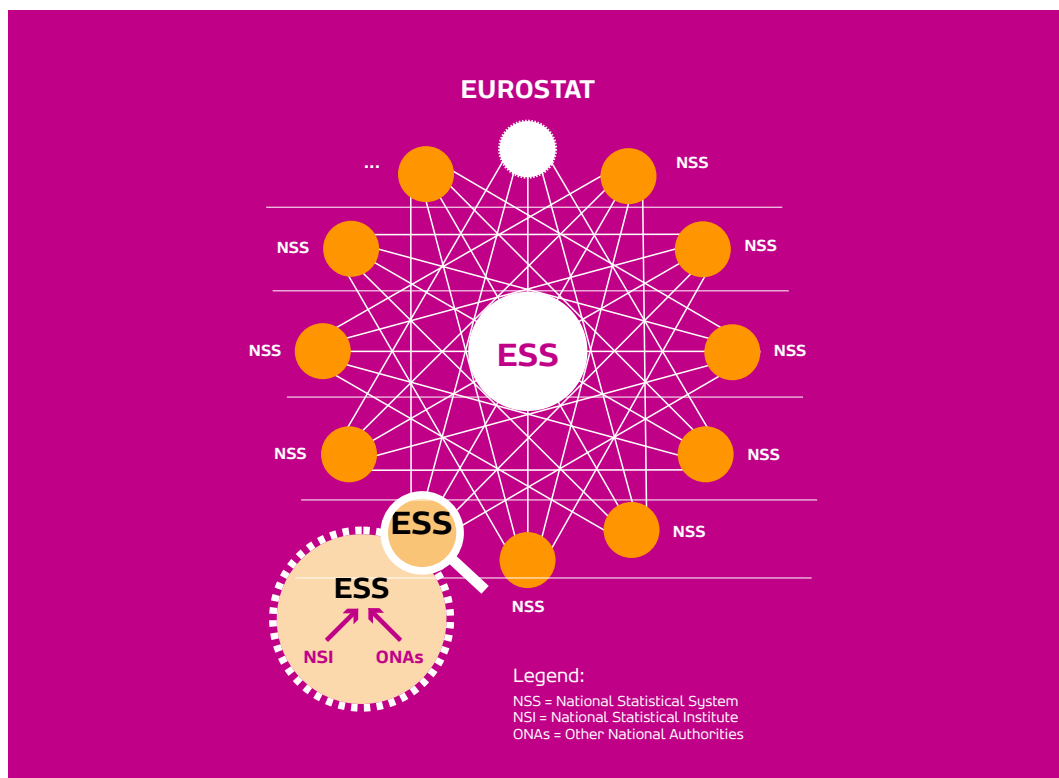 EUROSTAT
...
NSS
NSS
NSS
NSS
ESS
NSS
NSS
NSS
ESS
NSS
ESS
NSS
NSI
ONAs
Legend:
NSS = National Statistical System
NSI = National Statistical Institute
ONAs = Other National Authorities